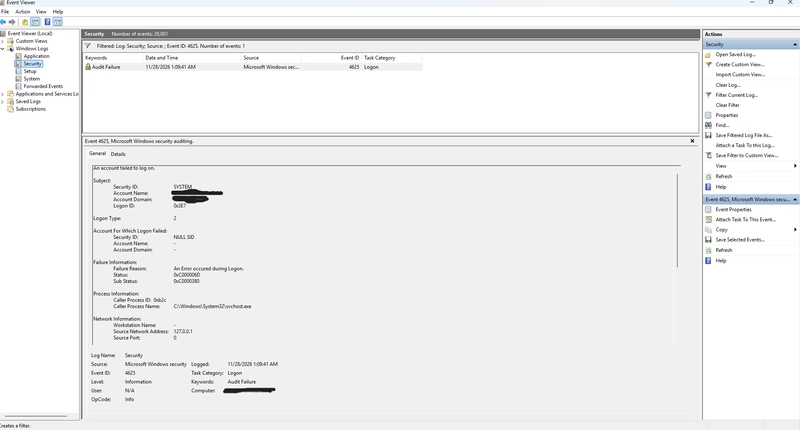 Event Viewer
File Action View Help
Event Viewer (Local)
Custom Views
Windows Logs
Application
Security
Setup
System
Forwarded Events
Applications and Services Lo
Saved Logs
Subscriptions
Security Number of events: 28,001
Filtered: Log: Security; Source: ; Event ID: 4625. Number of events: 1
Keywords Date and Time Source Event ID Task Category
Audit Failure 11/28/2026 1:09:41 AM Microsoft Windows sec... 4625 Logon
Event 4625, Microsoft Windows security auditing.
General Details
An account failed to log on.
Subject:
Security ID: SYSTEM
Account Name:
Account Domain:
Logon ID: 0x3E7
Logon Type: 2
Account For Which Logon Failed:
Security ID: NULL SID
Account Name: -
Account Domain: -
Failure Information:
Failure Reason: An Error occured during Logon.
Status: 0xC000006D
Sub Status: 0xC0000380
Process Information:
Caller Process ID: 0xb2c
Caller Process Name: C:\Windows\System32\svchost.exe
Network Information:
Workstation Name: -
Source Network Address: 127.0.0.1
Source Port: 0
Log Name: Security
Source: Microsoft Windows security Logged: 11/28/2026 1:09:41 AM
Event ID: 4625 Task Category: Logon
Level: Information Keywords: Audit Failure
User: N/A Computer:
OpCode: Info
Actions
Security
Open Saved Log...
Create Custom View...
Import Custom View...
Clear Log...
Filter Current Log...
Clear Filter
Properties
Find...
Save Filtered Log File As...
Attach a Task To this Log...
Save Filter to Custom View...
View
Refresh
Help
Event 4625, Microsoft Windows secu...
Event Properties
Attach Task To This Event...
Copy
Save Selected Events...
Refresh
Help
Creates a filter.